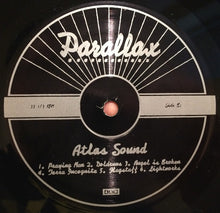 Parallax
33 1/3 RPM
Side B
Atlas Sound
1. Praying Man 2. Doldrums 3. Angel is Broken
4. Terra Incognita 5. Flagstaff 6. Lightworks